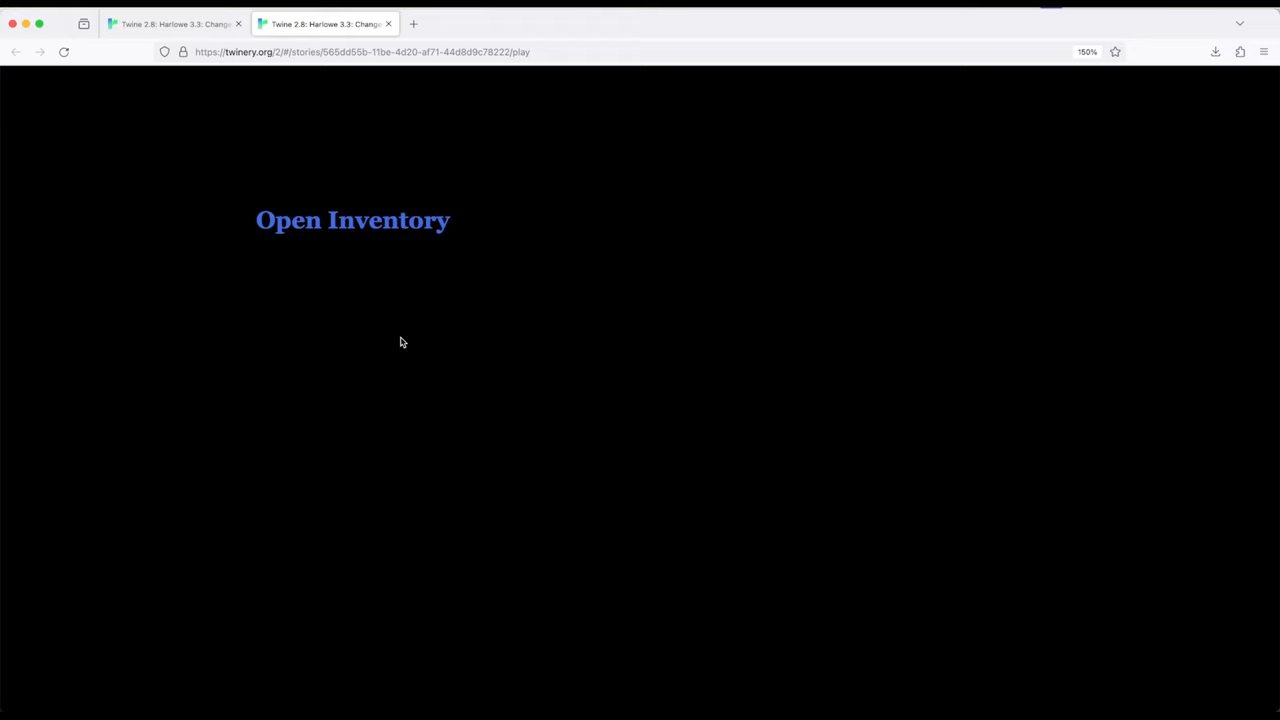 Twine 2.8: Harlowe 3.3: Change
Twine 2.8: Harlowe 3.3: Change
https://twinery.org/2/#/stories/565dd55b-11be-4d20-af71-44d8d9c78222/play
150%
Open Inventory